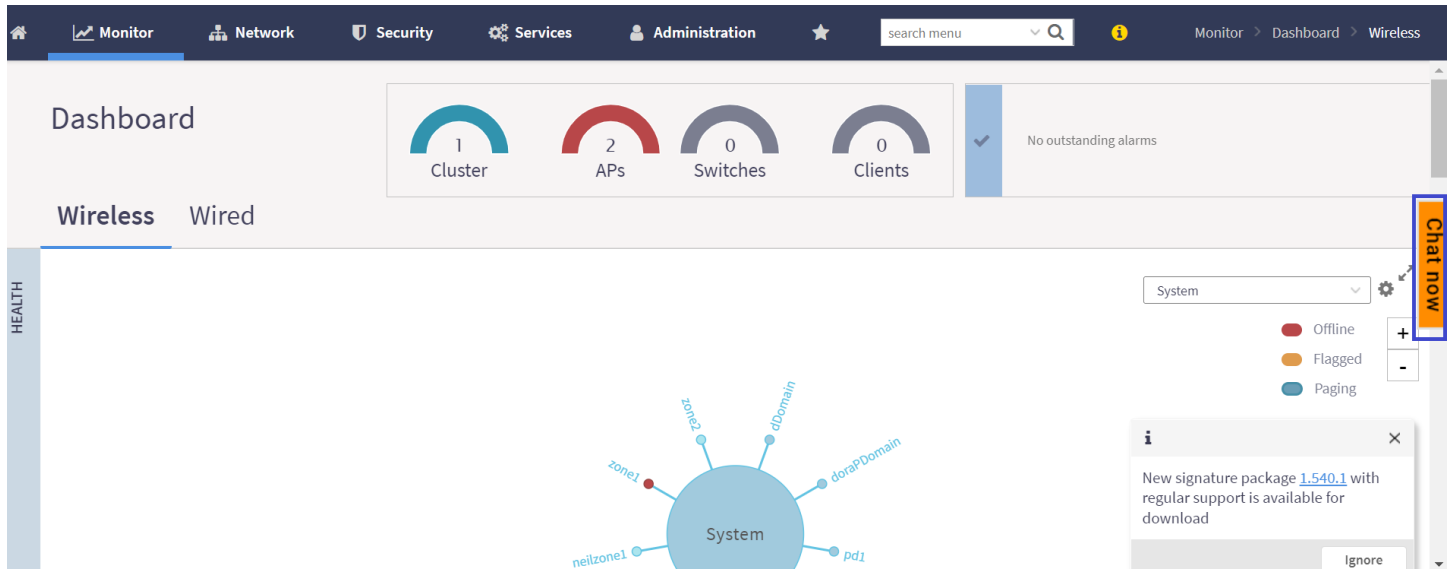 Monitor
Network
Security
Services
Administration
search menu
Monitor > Dashboard > Wireless
Dashboard
1
Cluster
2
APs
0
Switches
0
Clients
No outstanding alarms
Wireless
Wired
Chat now
HEALTH
System
Offline
Flagged
Paging
+
-
zone2
dDomain
zone1
doraPDomain
System
neilzone1
pd1
i
New signature package 1.540.1 with
regular support is available for
download
Ignore